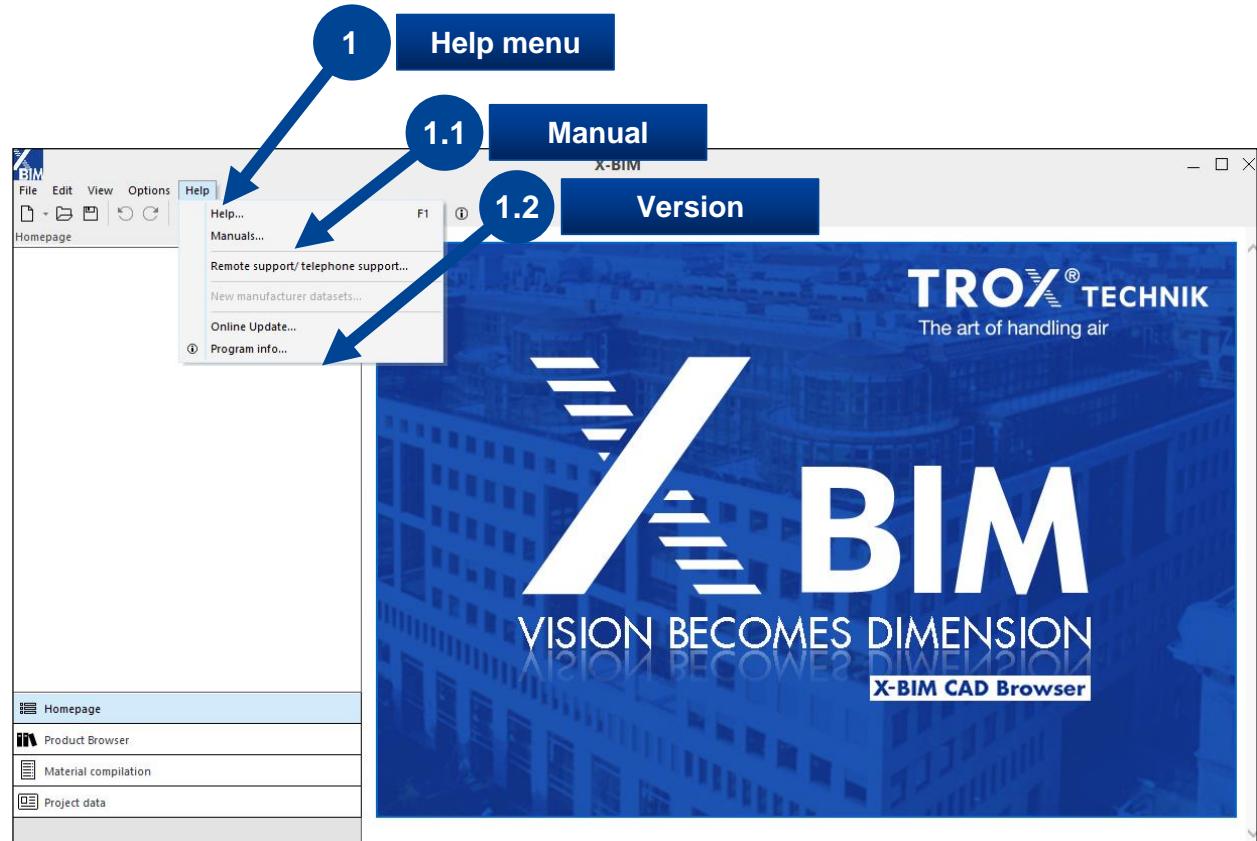 1 Help menu
1.1 Manual
X BIM
X-BIM
File Edit View Options Help
1.2 Version
Help... F1
Homepage
Manuals...
Remote support/ telephone support...
New manufacturer datasets...
Online Update...
Program info...
TROX® TECHNIK
The art of handling air
X BIM
VISION BECOMES DIMENSION
X-BIM CAD Browser
Homepage
Product Browser
Material compilation
Project data